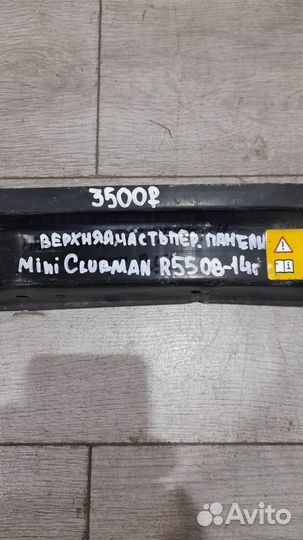 3500₽
ВЕРХНЯЯ ЧАСТЬ ПЕР. ПАНЕЛИ
Mini CLUBMAN R55 08-14г
Avito